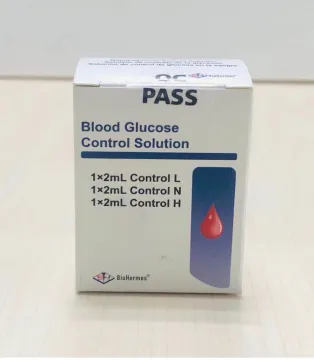 PASS
Blood Glucose
Control Solution
1×2mL Control L
1×2mL Control N
1×2mL Control H
BioHermes®